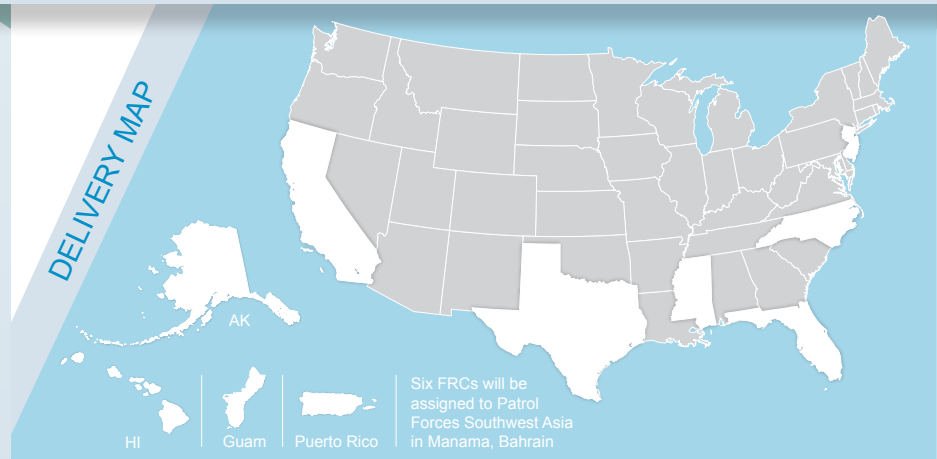 DELIVERY MAP
AK
HI
Guam
Puerto Rico
Six FRCs will be
assigned to Patrol
Forces Southwest Asia
in Manama, Bahrain